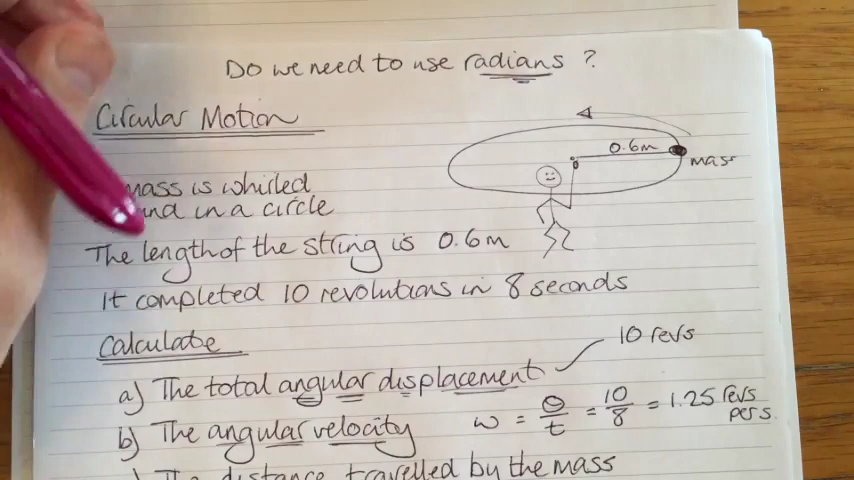 Do we need to use radians ?
Circular Motion
0.6m
mass
mass is whirled
in a circle
The length of the string is 0.6m
It completed 10 revolutions in 8 seconds
Calculate
10 revs
a) The total angular displacement
ω = θ/t = 10/8 = 1.25 revs per s.
b) The angular velocity
The distance travelled by the mass